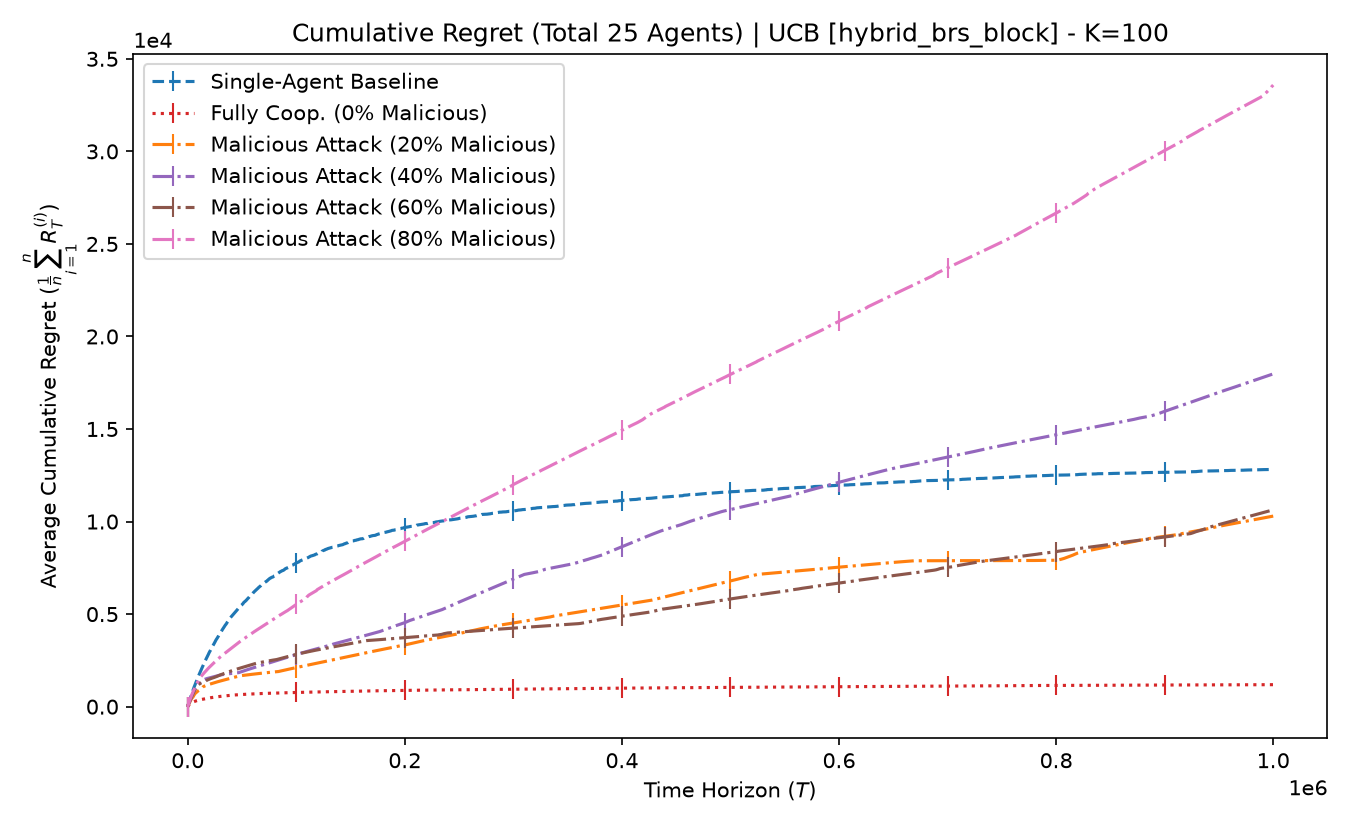 Cumulative Regret (Total 25 Agents) | UCB [hybrid_brs_block] - K=100
1e4
3.5
3.0
2.5
2.0
1.5
1.0
0.5
0.0
Average Cumulative Regret ($\frac{1}{n}\sum_{i=1}^{n} R_T^{(i)}$)
Single-Agent Baseline
Fully Coop. (0% Malicious)
Malicious Attack (20% Malicious)
Malicious Attack (40% Malicious)
Malicious Attack (60% Malicious)
Malicious Attack (80% Malicious)
0.0 0.2 0.4 0.6 0.8 1.0
Time Horizon (T)
1e6